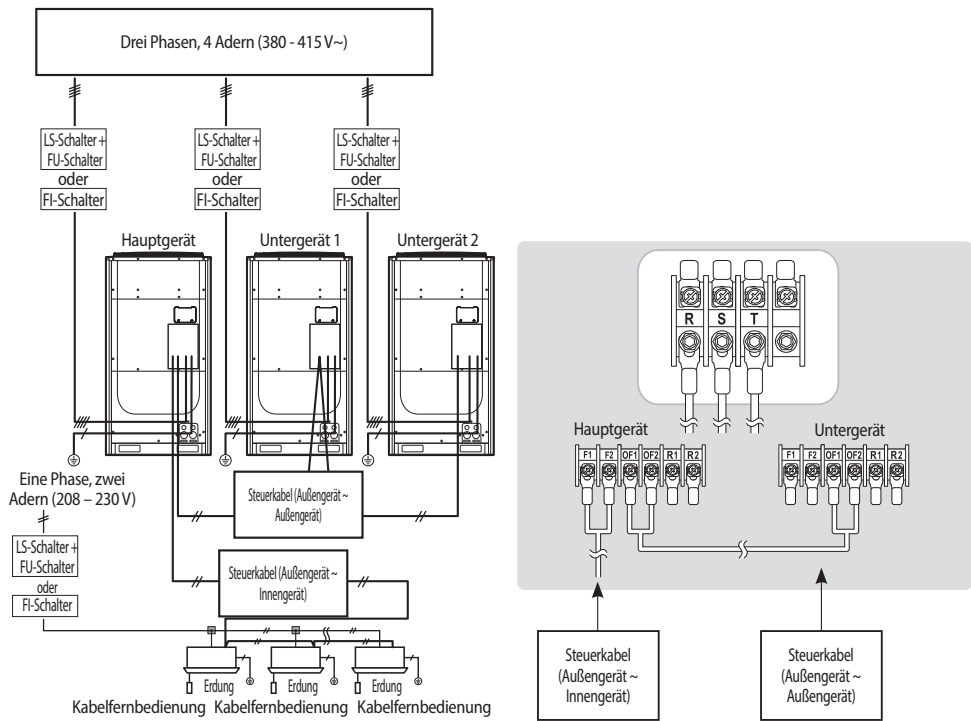 Drei Phasen, 4 Adern (380 - 415 V~)
LS-Schalter +
FU-Schalter
oder
FI-Schalter
LS-Schalter +
FU-Schalter
oder
FI-Schalter
LS-Schalter +
FU-Schalter
oder
FI-Schalter
Hauptgerät
Untergerät 1
Untergerät 2
Eine Phase, zwei
Adern (208 – 230 V)
LS-Schalter +
FU-Schalter
oder
FI-Schalter
Steuerkabel (Außengerät ~
Außengerät)
Steuerkabel (Außengerät ~
Innengerät)
Erdung
Erdung
Erdung
Kabelfernbedienung
Kabelfernbedienung
Kabelfernbedienung
R S T
Hauptgerät
F1 F2 OF1 OF2 R1 R2
Untergerät
F1 F2 OF1 OF2 R1 R2
Steuerkabel
(Außengerät ~
Innengerät)
Steuerkabel
(Außengerät ~
Außengerät)